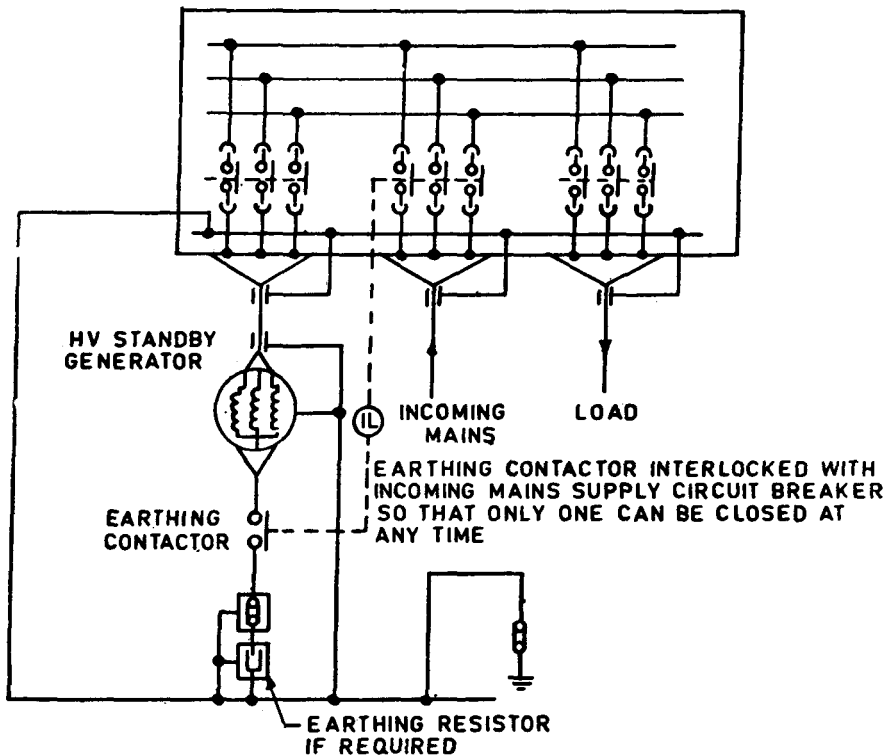 HV STANDBY
GENERATOR
INCOMING
MAINS
LOAD
IL
EARTHING CONTACTOR INTERLOCKED WITH
INCOMING MAINS SUPPLY CIRCUIT BREAKER
SO THAT ONLY ONE CAN BE CLOSED AT
ANY TIME
EARTHING
CONTACTOR
EARTHING RESISTOR
IF REQUIRED